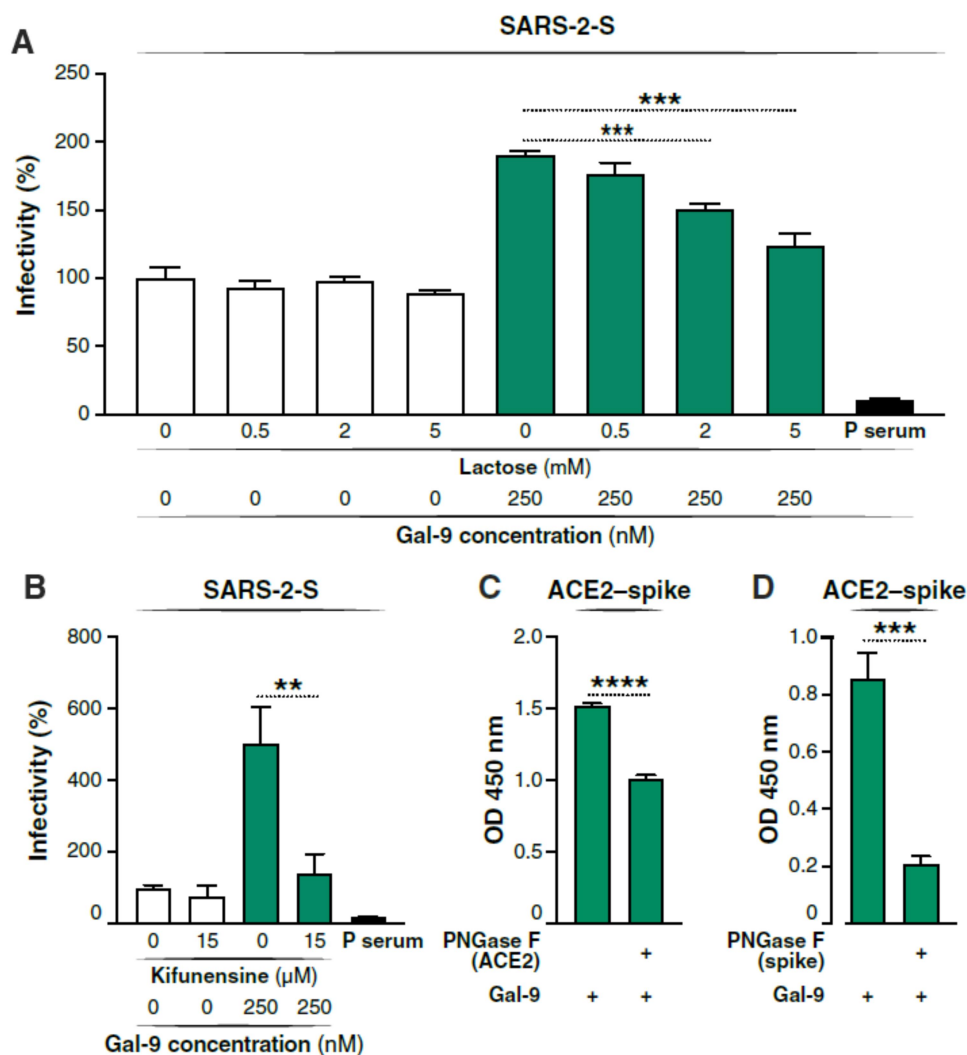 A
SARS-2-S
250
200
150
100
50
0
Infectivity (%)
***
***
0 0.5 2 5 0 0.5 2 5 P serum
Lactose (mM)
0 0 0 0 250 250 250 250
Gal-9 concentration (nM)
B
SARS-2-S
800
600
400
200
0
Infectivity (%)
**
0 15 0 15 P serum
Kifunensine (µM)
0 0 250 250
Gal-9 concentration (nM)
C
ACE2–spike
2.0
1.5
1.0
0.5
0
OD 450 nm
****
PNGase F
(ACE2) +
Gal-9 + +
D
ACE2–spike
1.0
0.8
0.6
0.4
0.2
0
OD 450 nm
***
PNGase F
(spike) +
Gal-9 + +